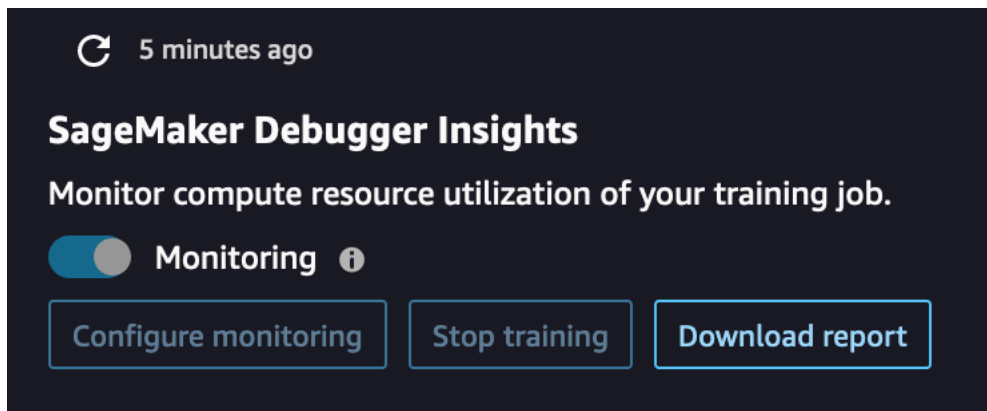 5 minutes ago
SageMaker Debugger Insights
Monitor compute resource utilization of your training job.
Monitoring
Configure monitoring Stop training Download report